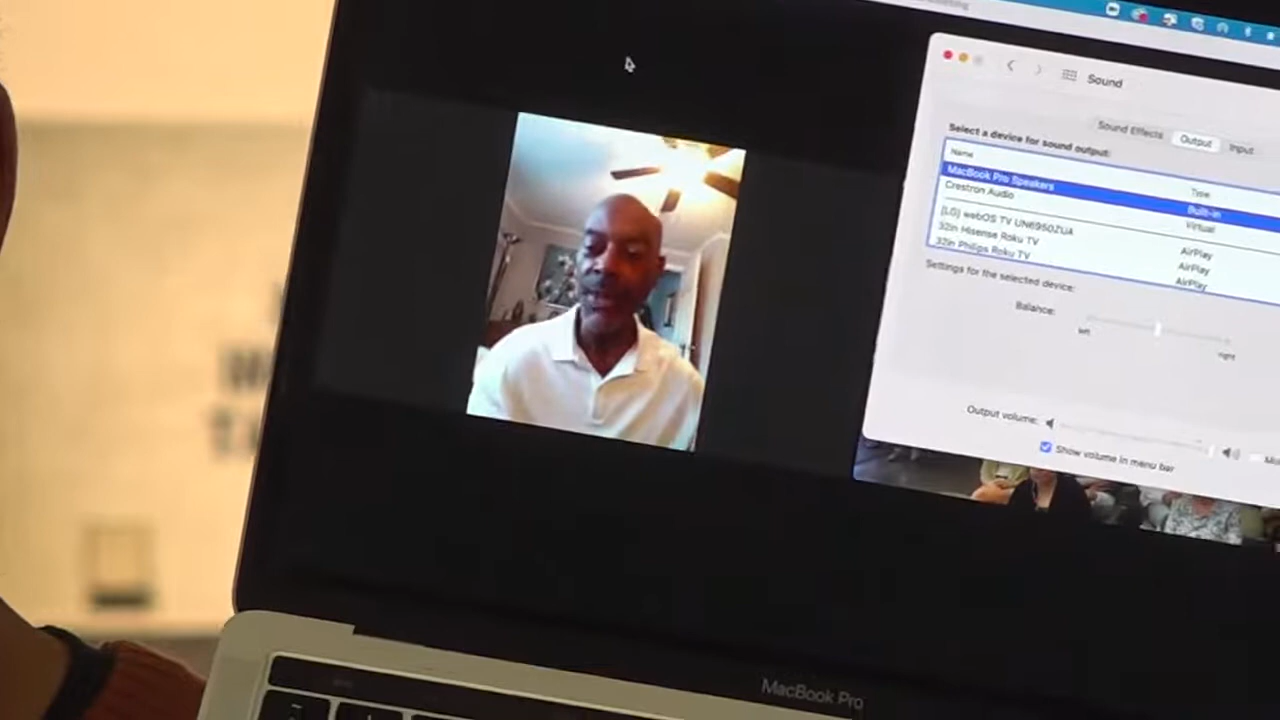 Sound
Sound Effects Output Input
Select a device for sound output:
Name Type
MacBook Pro Speakers Built-in
Crestron Audio Virtual
[LG] webOS TV UN6950ZUA AirPlay
32in Hisense Roku TV AirPlay
32in Philips Roku TV AirPlay
Settings for the selected device:
Balance:
left right
Output volume:
Show volume in menu bar
MacBook Pro